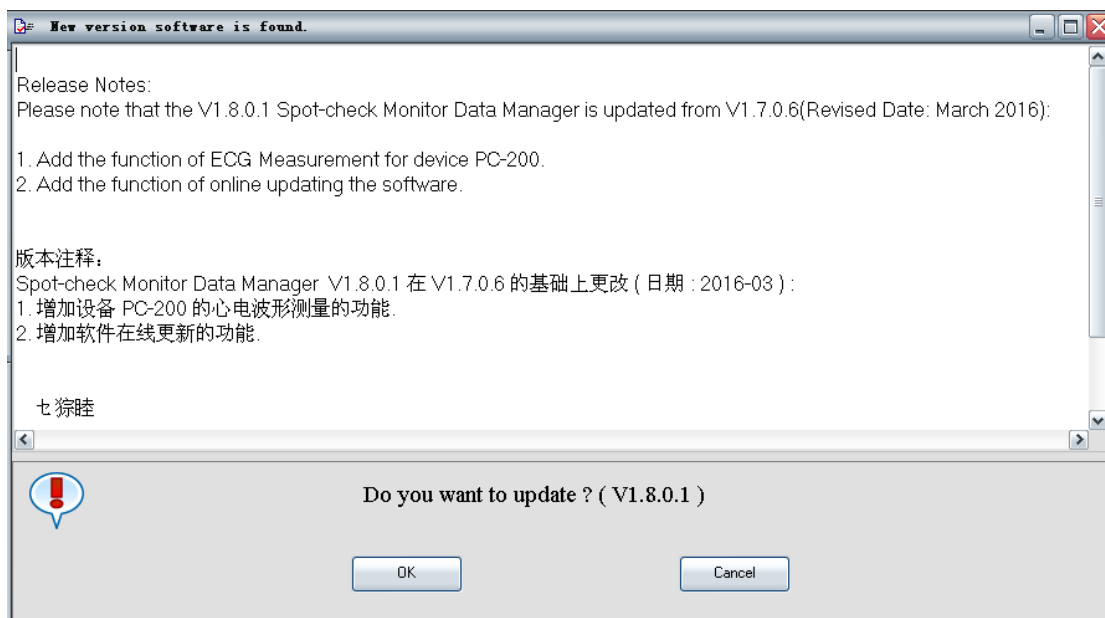 New version software is found.
Release Notes:
Please note that the V1.8.0.1 Spot-check Monitor Data Manager is updated from V1.7.0.6(Revised Date: March 2016):
1. Add the function of ECG Measurement for device PC-200.
2. Add the function of online updating the software.
版本注释:
Spot-check Monitor Data Manager V1.8.0.1 在 V1.7.0.6 的基础上更改 ( 日期 : 2016-03 ) :
1. 增加设备 PC-200 的心电波形测量的功能.
2. 增加软件在线更新的功能.
Do you want to update ? ( V1.8.0.1 )
OK
Cancel